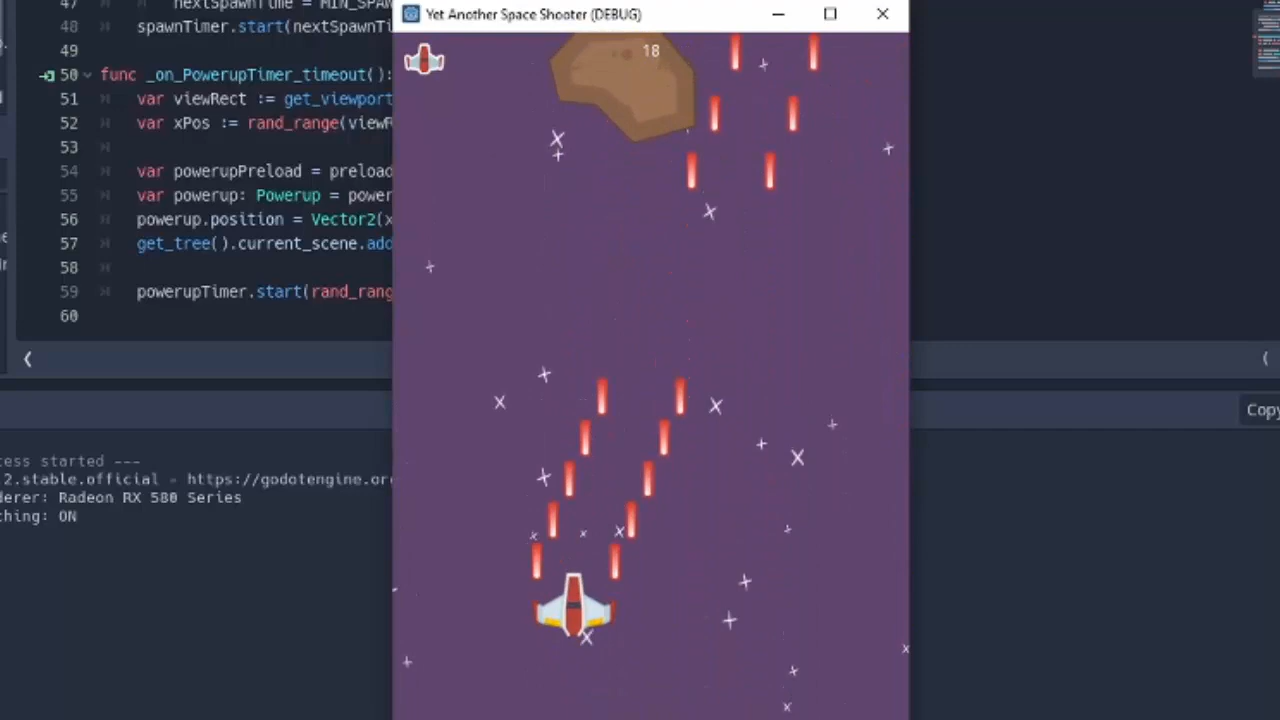 Yet Another Space Shooter (DEBUG)
18
47 nextSpawnTime = MIN_SPAW
48 spawnTimer.start(nextSpawnTi
49
50 func _on_PowerupTimer_timeout():
51 var viewRect := get_viewport
52 var xPos := rand_range(viewR
53
54 var powerupPreload = preload
55 var powerup: Powerup = power
56 powerup.position = Vector2(x
57 get_tree().current_scene.add
58
59 powerupTimer.start(rand_rang
60
Copy
ess started ---
2.stable.official - https://godotengine.org
derer: Radeon RX 580 Series
ching: ON